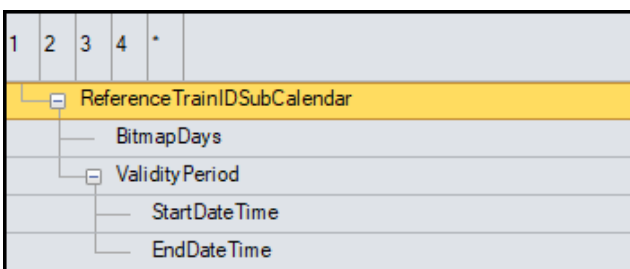 1 2 3 4 *
ReferenceTrainIDSubCalendar
BitmapDays
ValidityPeriod
StartDateTime
EndDateTime